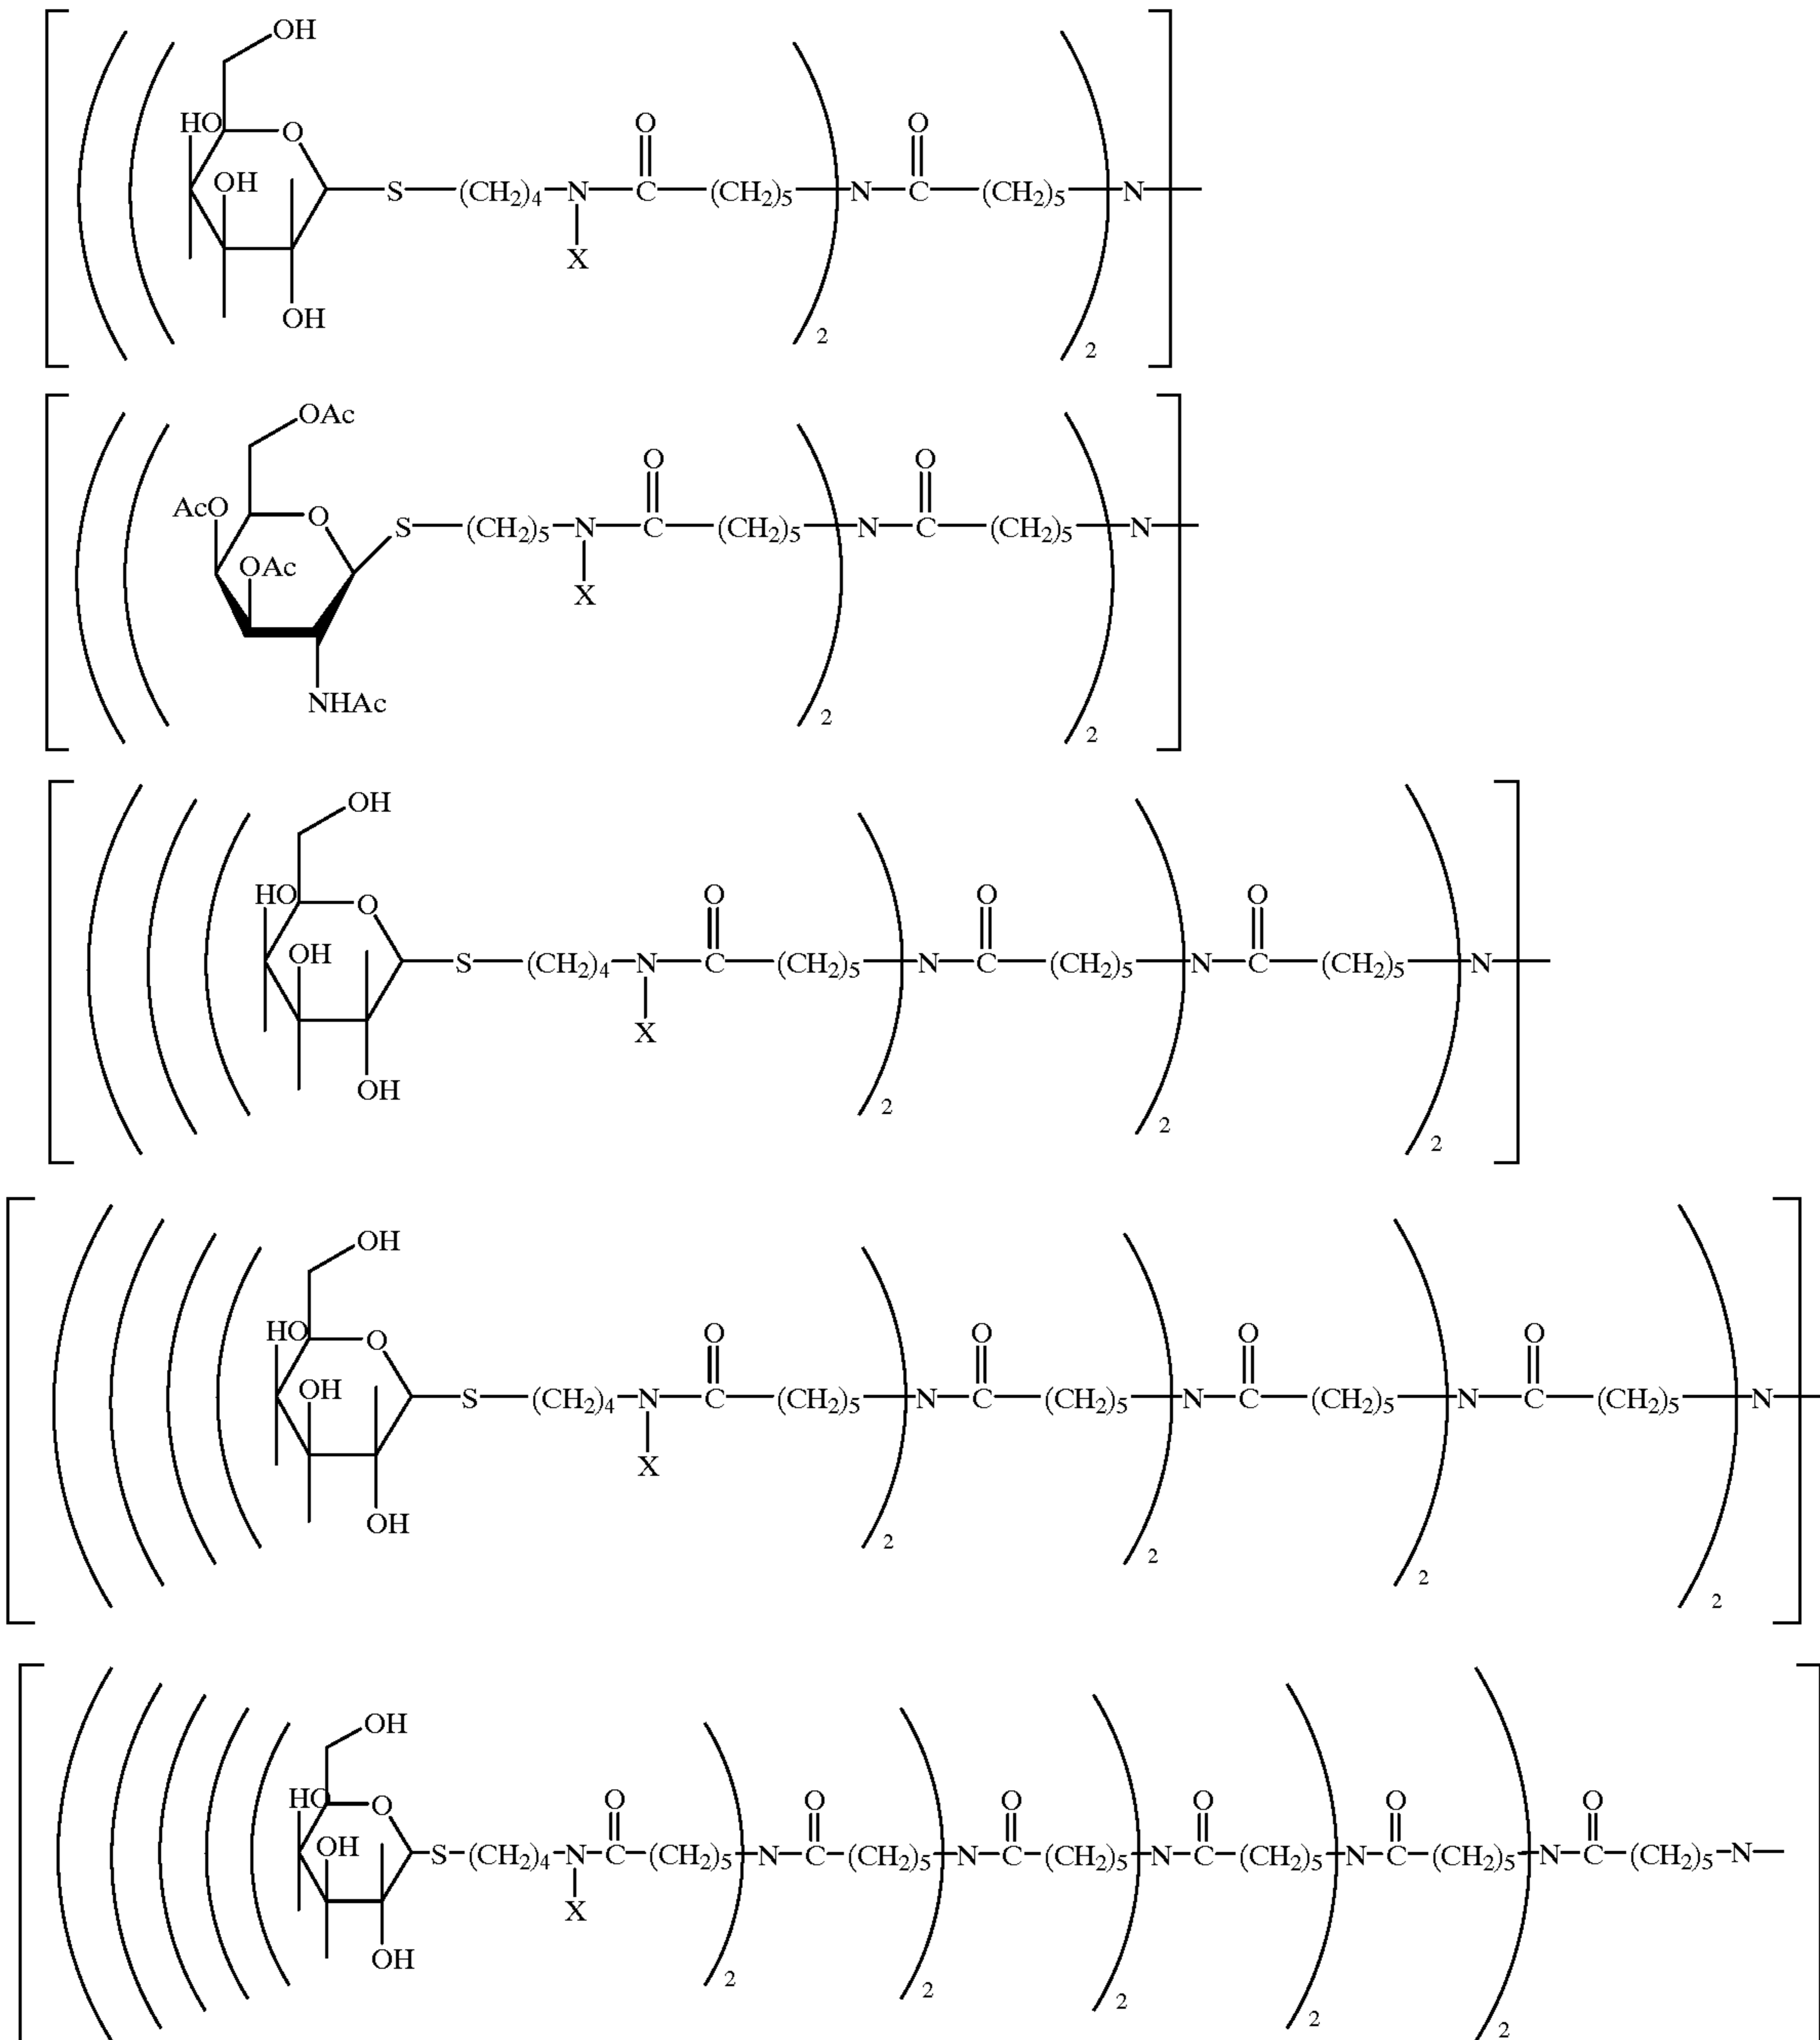 OH
HO O O O
OH S (CH2)4 N C (CH2)5 N C (CH2)5 N
X
OH
2 2
OAc
O O
AcO O S (CH2)5 N C (CH2)5 N C (CH2)5 N
OAc X
NHAc
2 2
OH
HO O O O O
OH S (CH2)4 N C (CH2)5 N C (CH2)5 N C (CH2)5 N
X
OH
2 2 2
OH
HO O O O O O
OH S (CH2)4 N C (CH2)5 N C (CH2)5 N C (CH2)5 N C (CH2)5 N
X
OH
2 2 2 2
OH
HO O O O O O O O
OH S (CH2)4 N C (CH2)5 N C (CH2)5 N C (CH2)5 N C (CH2)5 N C (CH2)5 N C (CH2)5 N
X
OH
2 2 2 2 2